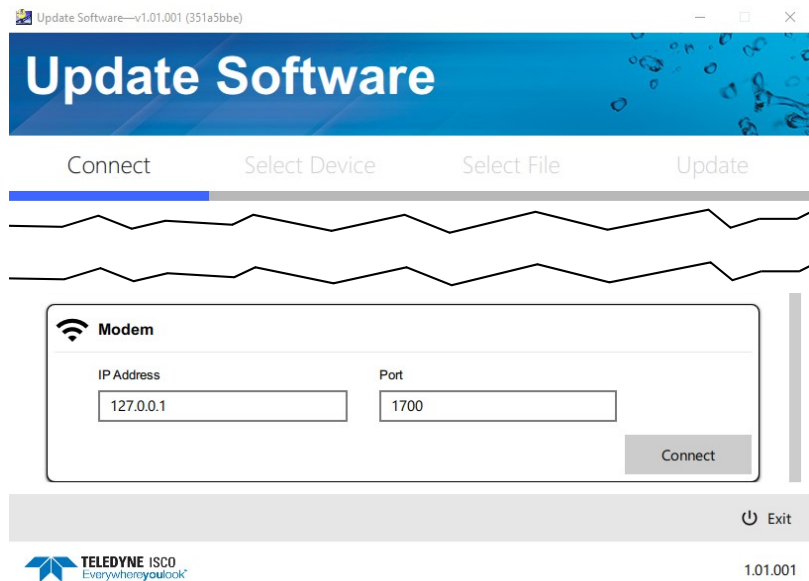 Update Software—v1.01.001 (351a5bbe)
Update Software
Connect Select Device Select File Update
Modem
IP Address Port
127.0.0.1 1700
Connect
Exit
TELEDYNE ISCO
Everywhereyoulook™
1.01.001